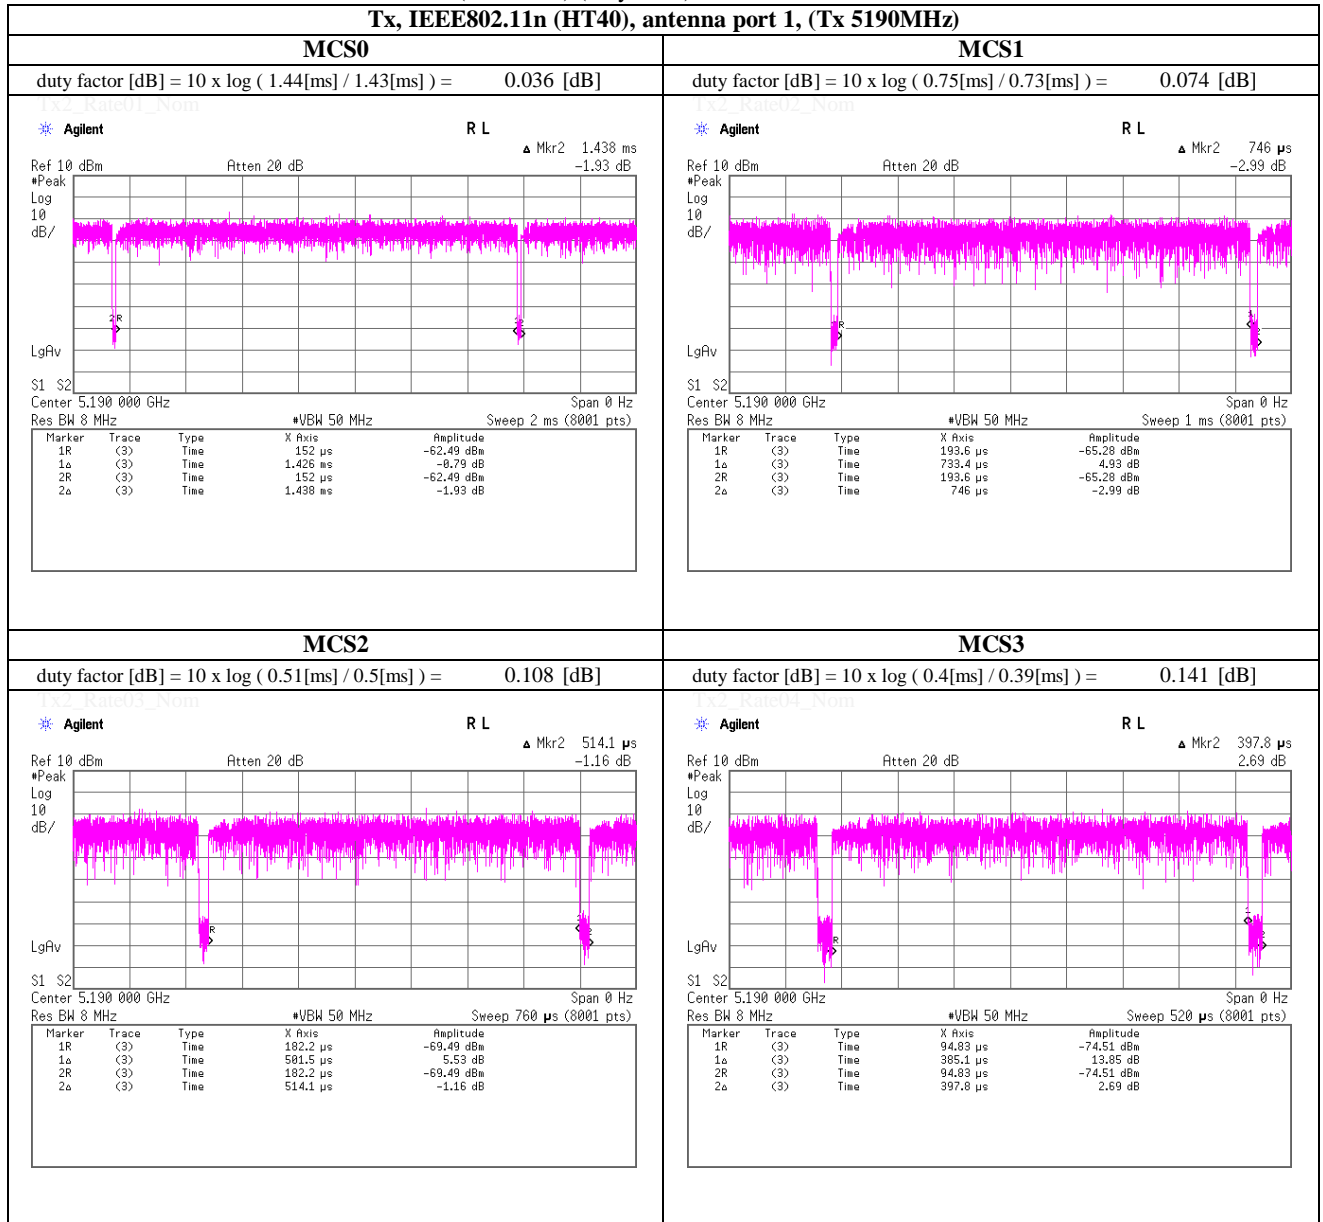 Tx, IEEE802.11n (HT40), antenna port 1, (Tx 5190MHz)
MCS0
MCS1
duty factor [dB] = 10 x log ( 1.44[ms] / 1.43[ms] ) = 0.036 [dB]
duty factor [dB] = 10 x log ( 0.75[ms] / 0.73[ms] ) = 0.074 [dB]
Tx2_Rate01_Nom
Agilent
R L
Δ Mkr2 1.438 ms
Ref 10 dBm Atten 20 dB -1.93 dB
#Peak
Log
10
dB/
2R
LgAv
S1 S2
Center 5.190 000 GHz Span 0 Hz
Res BW 8 MHz #VBW 50 MHz Sweep 2 ms (8001 pts)
Marker Trace Type X Axis Amplitude
1R (3) Time 152 µs -62.49 dBm
1Δ (3) Time 1.426 ms -0.79 dB
2R (3) Time 152 µs -62.49 dBm
2Δ (3) Time 1.438 ms -1.93 dB
Tx2_Rate02_Nom
Agilent
R L
Δ Mkr2 746 µs
Ref 10 dBm Atten 20 dB -2.99 dB
#Peak
Log
10
dB/
R
LgAv
S1 S2
Center 5.190 000 GHz Span 0 Hz
Res BW 8 MHz #VBW 50 MHz Sweep 1 ms (8001 pts)
Marker Trace Type X Axis Amplitude
1R (3) Time 193.6 µs -65.28 dBm
1Δ (3) Time 733.4 µs 4.93 dB
2R (3) Time 193.6 µs -65.28 dBm
2Δ (3) Time 746 µs -2.99 dB
MCS2
MCS3
duty factor [dB] = 10 x log ( 0.51[ms] / 0.5[ms] ) = 0.108 [dB]
duty factor [dB] = 10 x log ( 0.4[ms] / 0.39[ms] ) = 0.141 [dB]
Tx2_Rate03_Nom
Agilent
R L
Δ Mkr2 514.1 µs
Ref 10 dBm Atten 20 dB -1.16 dB
#Peak
Log
10
dB/
R
LgAv
S1 S2
Center 5.190 000 GHz Span 0 Hz
Res BW 8 MHz #VBW 50 MHz Sweep 760 µs (8001 pts)
Marker Trace Type X Axis Amplitude
1R (3) Time 182.2 µs -69.49 dBm
1Δ (3) Time 501.5 µs 5.53 dB
2R (3) Time 182.2 µs -69.49 dBm
2Δ (3) Time 514.1 µs -1.16 dB
Tx2_Rate04_Nom
Agilent
R L
Δ Mkr2 397.8 µs
Ref 10 dBm Atten 20 dB 2.69 dB
#Peak
Log
10
dB/
R
LgAv
S1 S2
Center 5.190 000 GHz Span 0 Hz
Res BW 8 MHz #VBW 50 MHz Sweep 520 µs (8001 pts)
Marker Trace Type X Axis Amplitude
1R (3) Time 94.83 µs -74.51 dBm
1Δ (3) Time 385.1 µs 13.85 dB
2R (3) Time 94.83 µs -74.51 dBm
2Δ (3) Time 397.8 µs 2.69 dB